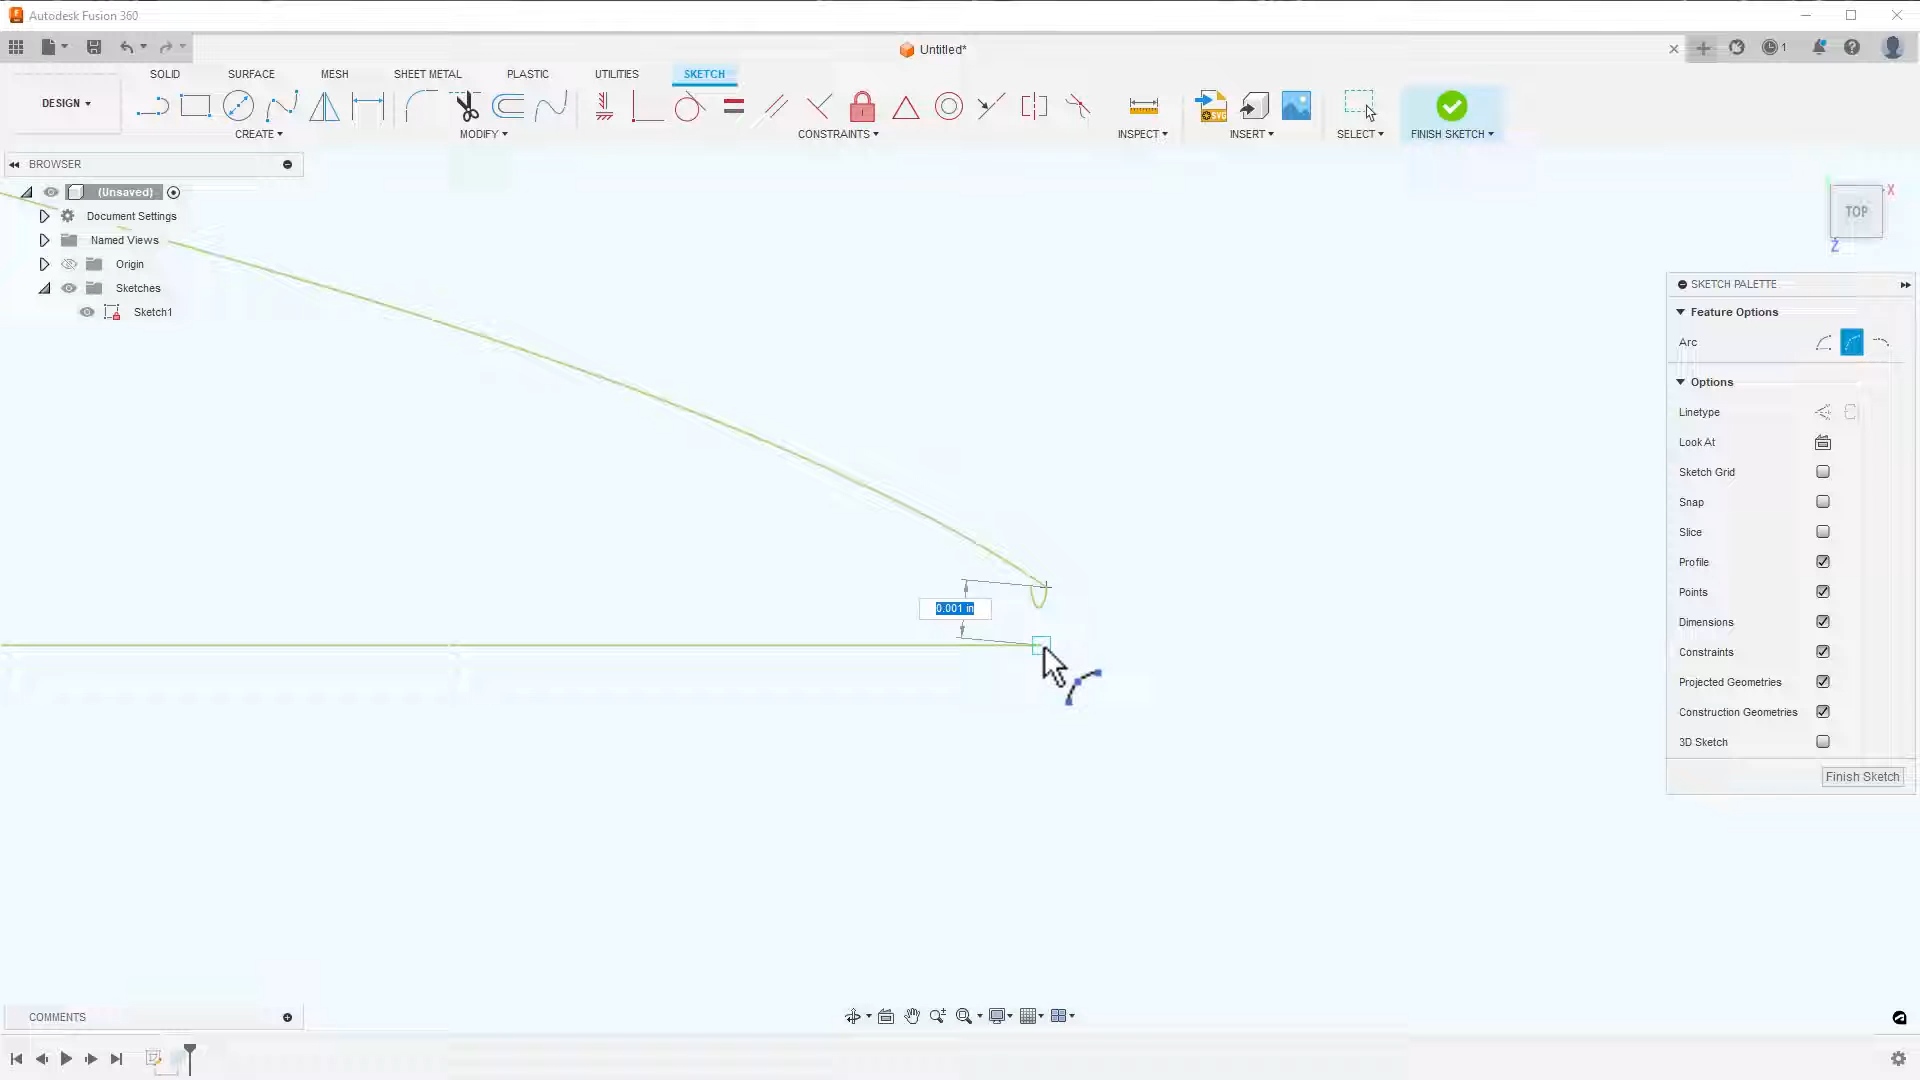 Autodesk Fusion 360
Untitled*
1
SOLID
SURFACE
MESH
SHEET METAL
PLASTIC
UTILITIES
SKETCH
DESIGN
CREATE
MODIFY
CONSTRAINTS
INSPECT
SVG
INSERT
SELECT
FINISH SKETCH
BROWSER
(Unsaved)
Document Settings
Named Views
Origin
Sketches
Sketch1
TOP
X
Z
SKETCH PALETTE
Feature Options
Arc
Options
Linetype
Look At
Sketch Grid
Snap
Slice
Profile
Points
Dimensions
Constraints
Projected Geometries
Construction Geometries
3D Sketch
Finish Sketch
0.001 in
COMMENTS